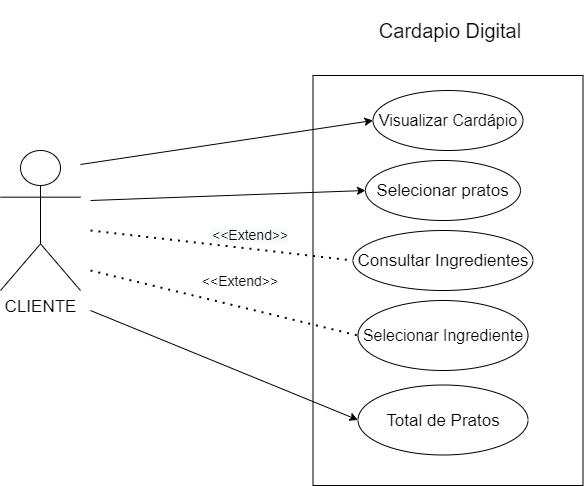 Cardapio Digital
Visualizar Cardápio
Selecionar pratos
<<Extend>>
Consultar Ingredientes
<<Extend>>
CLIENTE
Selecionar Ingrediente
Total de Pratos